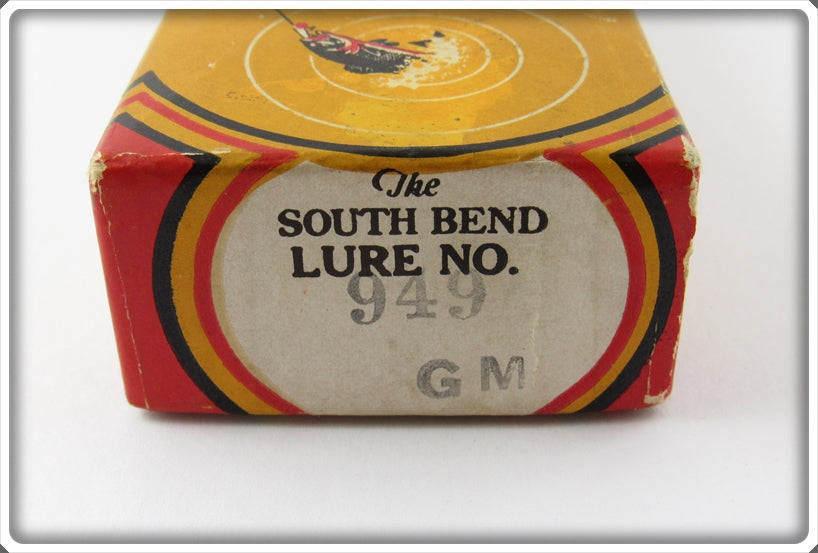 The
SOUTH BEND
LURE NO.
949
GM